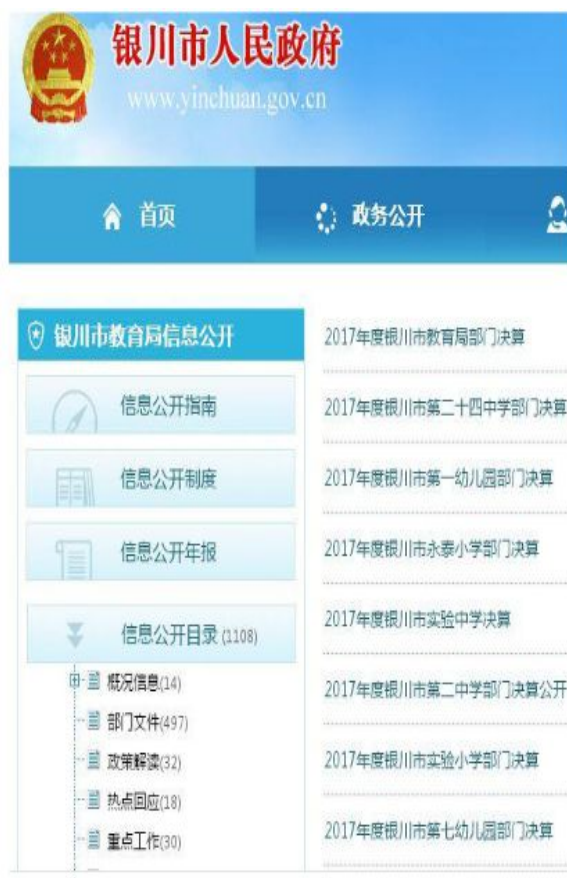 银川市人民政府
www.yinchuan.gov.cn
首页
政务公开
银川市教育局信息公开
信息公开指南
信息公开制度
信息公开年报
信息公开目录 (1108)
概况信息(14)
部门文件(497)
政策解读(32)
热点回应(18)
重点工作(30)
2017年度银川市教育局部门决算
2017年度银川市第二十四中学部门决算
2017年度银川市第一幼儿园部门决算
2017年度银川市永泰小学部门决算
2017年度银川市实验中学决算
2017年度银川市第二中学部门决算公开
2017年度银川市实验小学部门决算
2017年度银川市第七幼儿园部门决算